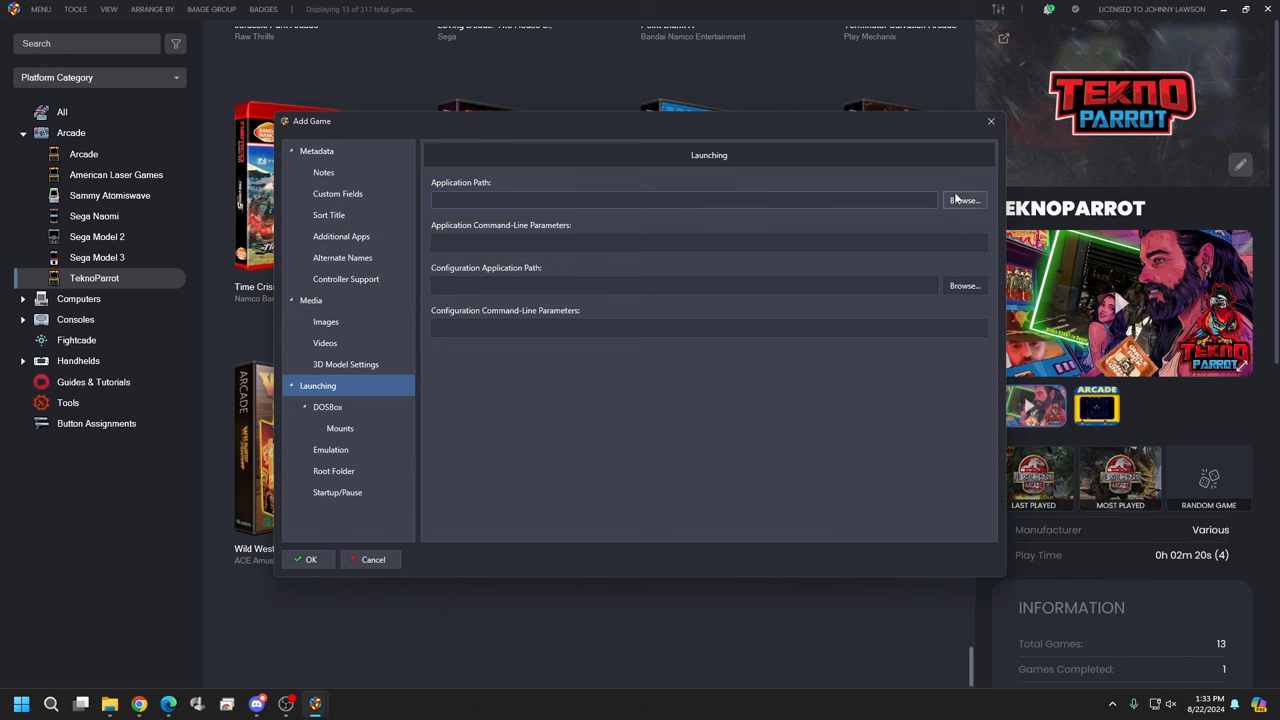 MENU TOOLS VIEW ARRANGE BY IMAGE GROUP BADGES Displaying 13 of 317 total games. LICENSED TO JOHNNY LAWSON
Search
Platform Category
All
Arcade
Arcade
American Laser Games
Sammy Atomiswave
Sega Naomi
Sega Model 2
Sega Model 3
TeknoParrot
Computers
Consoles
Fightcade
Handhelds
Guides & Tutorials
Tools
Button Assignments
Raw Thrills
Sega
Bandai Namco Entertainment
Play Mechanix
Time Cris
Namco Ba
ARCADE
Wild West
ACE Amus
Add Game
Metadata
Notes
Custom Fields
Sort Title
Additional Apps
Alternate Names
Controller Support
Media
Images
Videos
3D Model Settings
Launching
DOSBox
Mounts
Emulation
Root Folder
Startup/Pause
Launching
Application Path:
Browse...
Application Command-Line Parameters:
Configuration Application Path:
Browse...
Configuration Command-Line Parameters:
OK
Cancel
TEKNO
PARROT
EKNOPARROT
TEKNO
PARROT
ARCADE
LAST PLAYED
MOST PLAYED
RANDOM GAME
Manufacturer Various
Play Time 0h 02m 20s (4)
INFORMATION
Total Games: 13
Games Completed: 1
1:33 PM
8/22/2024